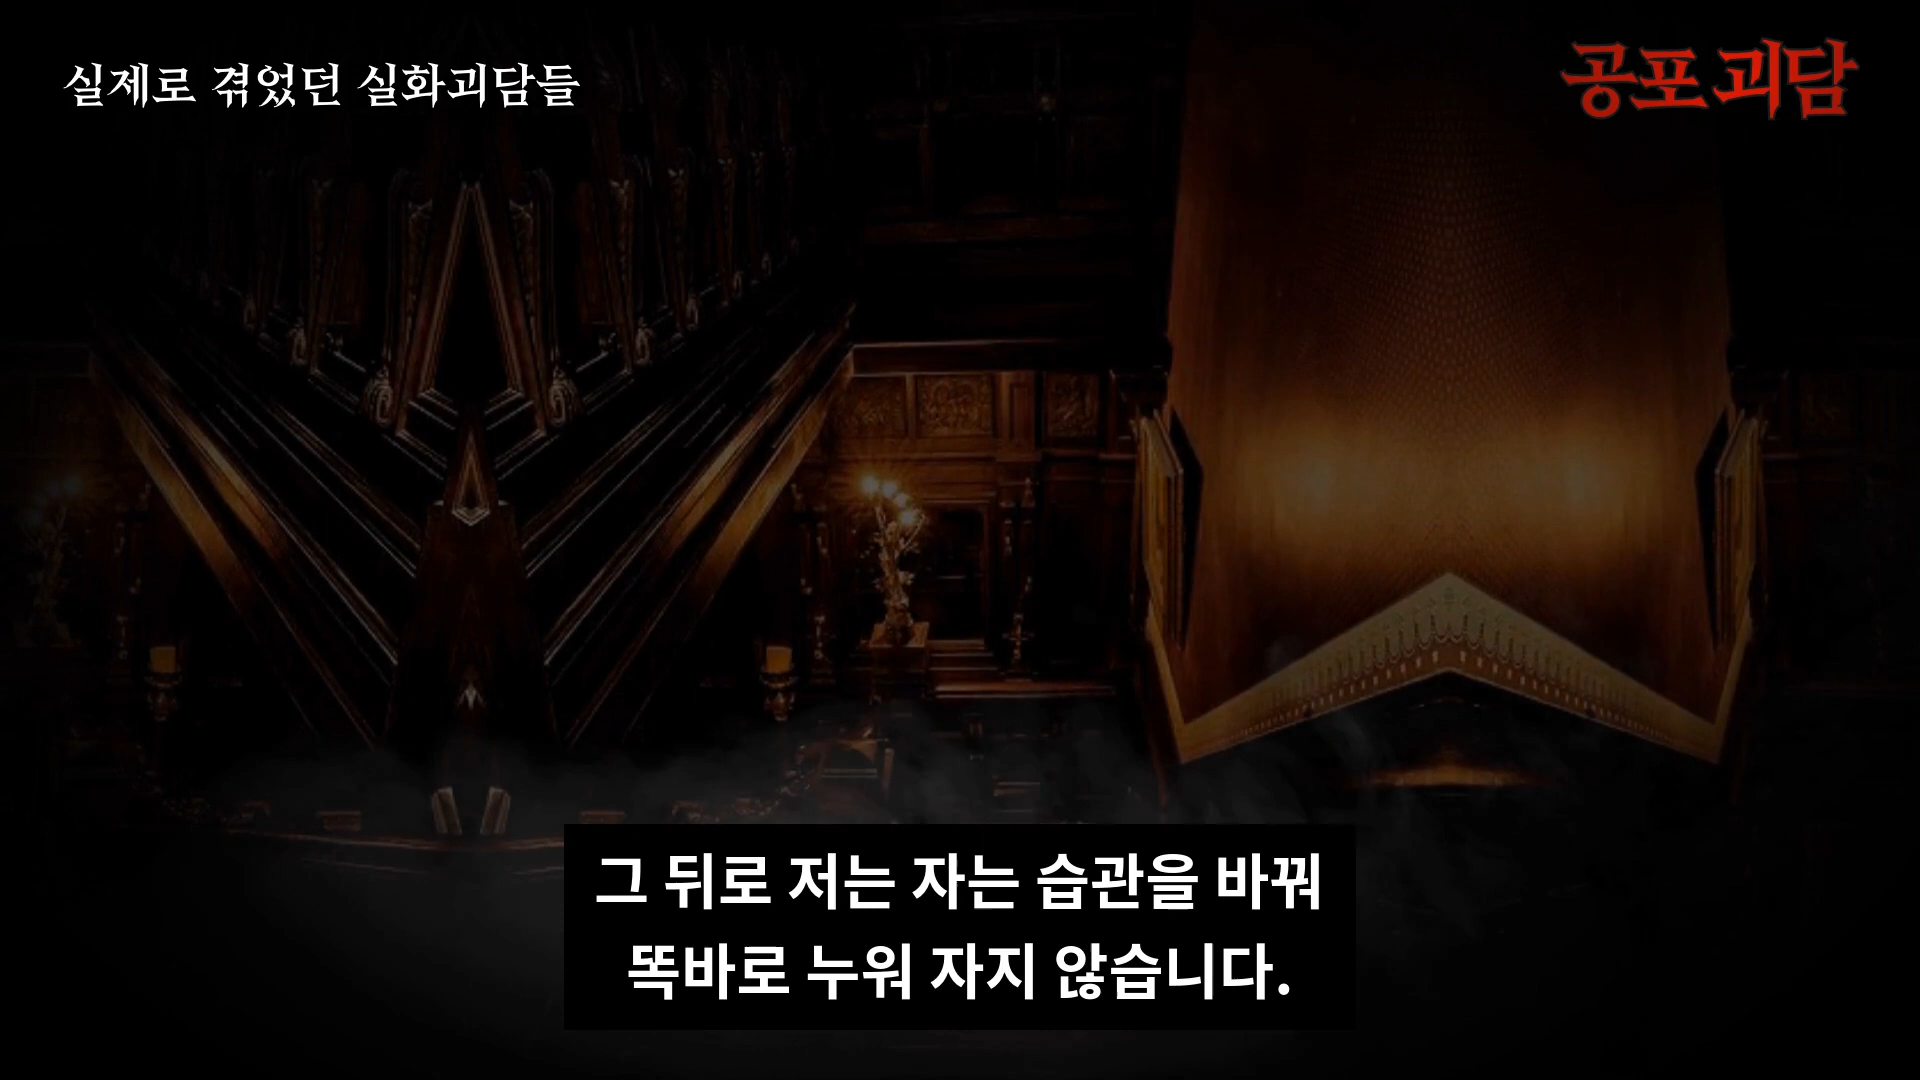 실제로 겪었던 실화괴담들
공포괴담
그 뒤로 저는 자는 습관을 바꿔
똑바로 누워 자지 않습니다.